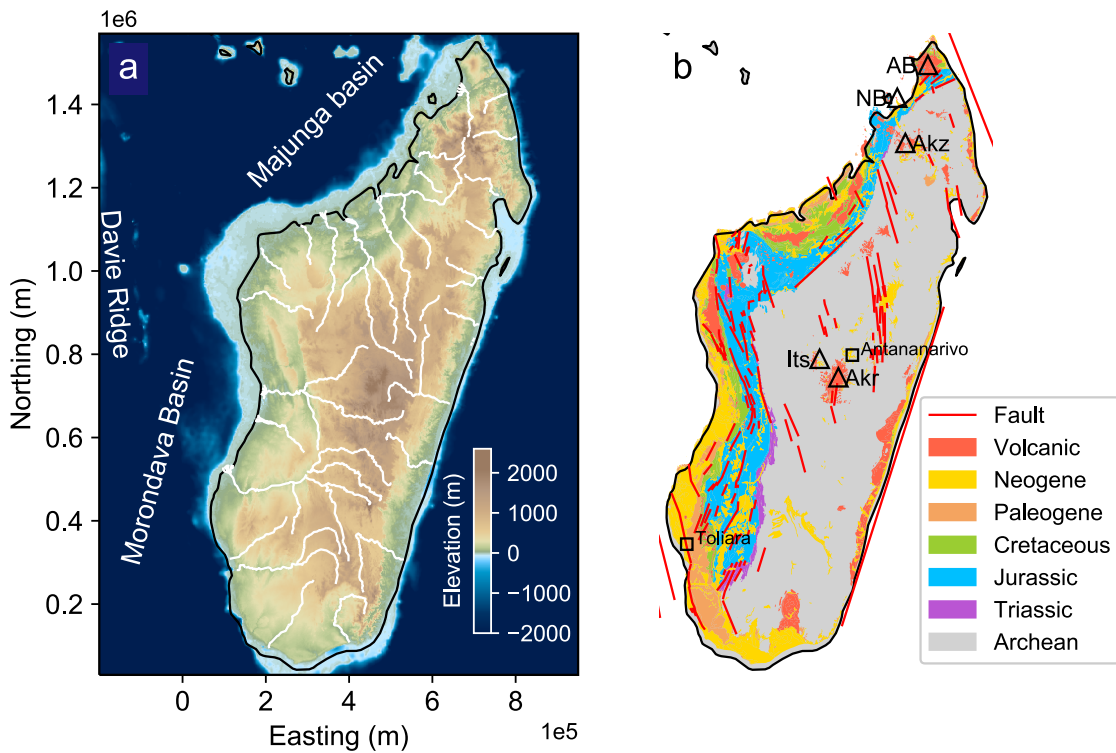 1e6
a
Majunga basin
Davie Ridge
Morondava Basin
Northing (m)
1.4
1.2
1.0
0.8
0.6
0.4
0.2
Elevation (m)
2000
1000
0
−1000
−2000
0
2
4
6
8
Easting (m)
1e5
b
AB
NB
Akz
Its
Antananarivo
Akr
Toliara
Fault
Volcanic
Neogene
Paleogene
Cretaceous
Jurassic
Triassic
Archean